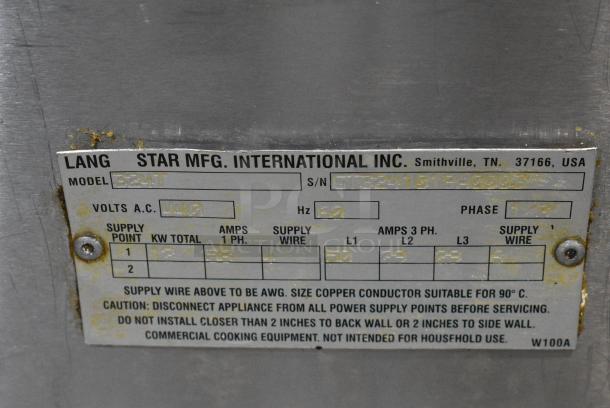 LANG STAR MFG. INTERNATIONAL INC. Smithville, TN. 37166, USA
MODEL S/N
VOLTS A.C. Hz 60 PHASE
SUPPLY AMPS AMPS 3 PH. SUPPLY
POINT KW TOTAL 1 PH. WIRE L1 L2 L3 WIRE
1
2
SUPPLY WIRE ABOVE TO BE AWG. SIZE COPPER CONDUCTOR SUITABLE FOR 90° C.
CAUTION: DISCONNECT APPLIANCE FROM ALL POWER SUPPLY POINTS BEFORE SERVICING.
DO NOT INSTALL CLOSER THAN 2 INCHES TO BACK WALL OR 2 INCHES TO SIDE WALL.
COMMERCIAL COOKING EQUIPMENT. NOT INTENDED FOR HOUSEHOLD USE. W100A